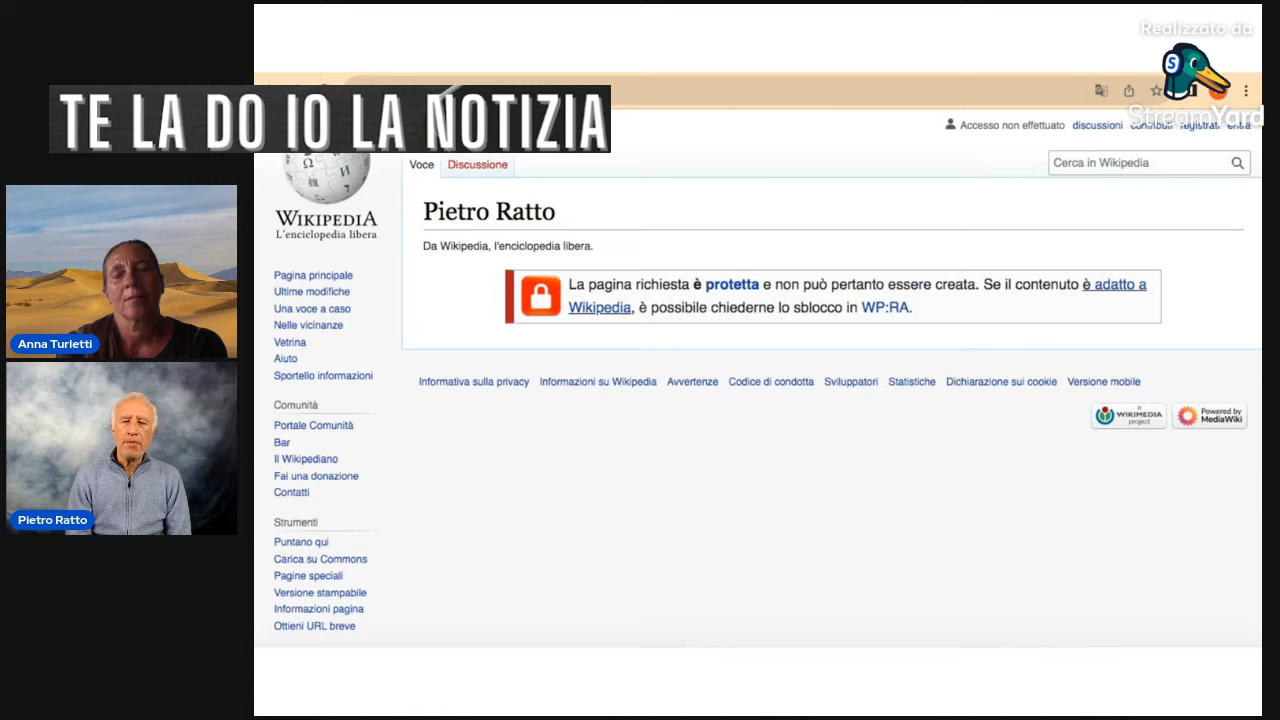 Realizzato da
StreamYard
TE LA DO IO LA NOTIZIA
Accesso non effettuato discussioni contributi registrati entra
Voce Discussione
Cerca in Wikipedia
WIKIPEDIA
L'enciclopedia libera
Pietro Ratto
Da Wikipedia, l'enciclopedia libera.
La pagina richiesta è protetta e non può pertanto essere creata. Se il contenuto è adatto a
Wikipedia, è possibile chiederne lo sblocco in WP:RA.
Pagina principale
Ultime modifiche
Una voce a caso
Nelle vicinanze
Vetrina
Aiuto
Sportello informazioni
Comunità
Portale Comunità
Bar
Il Wikipediano
Fai una donazione
Contatti
Strumenti
Puntano qui
Carica su Commons
Pagine speciali
Versione stampabile
Informazioni pagina
Ottieni URL breve
Informativa sulla privacy Informazioni su Wikipedia Avvertenze Codice di condotta Sviluppatori Statistiche Dichiarazione sui cookie Versione mobile
a
WIKIMEDIA
project
Powered by
MediaWiki
Anna Turletti
Pietro Ratto